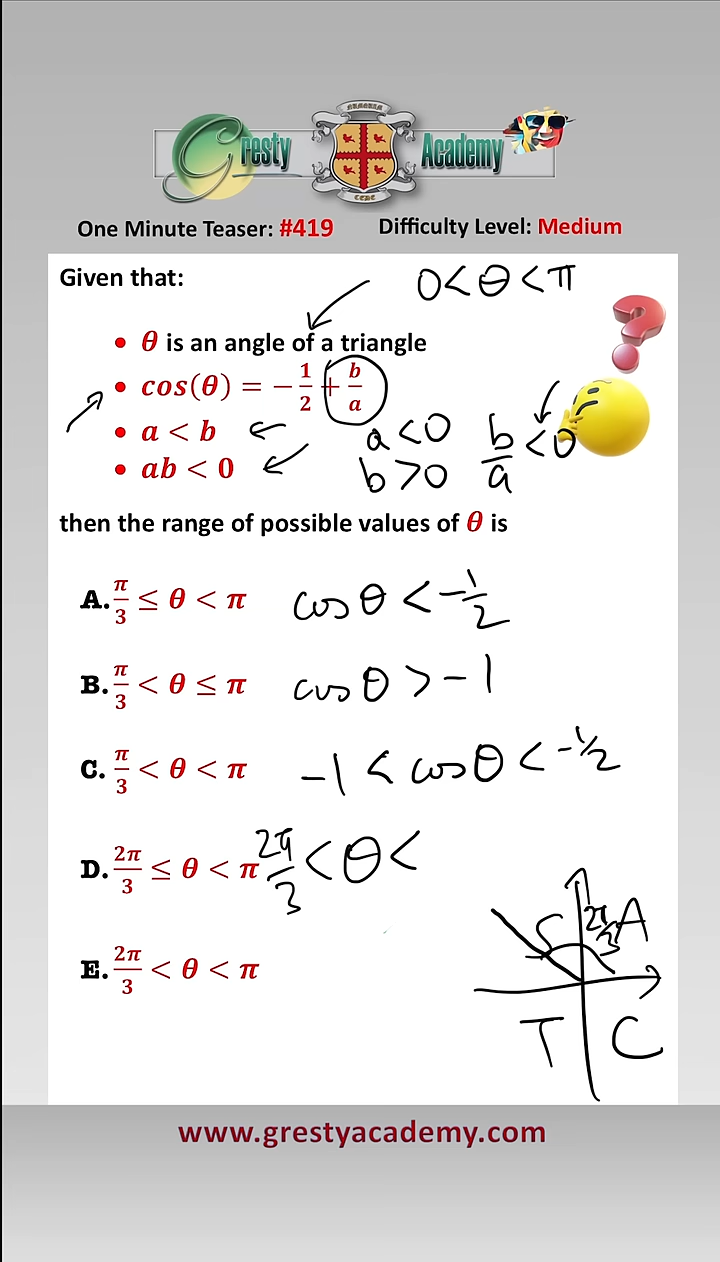 Gresty Academy
One Minute Teaser: #419 Difficulty Level: Medium
Given that:
0 < θ < π
• θ is an angle of a triangle
• cos(θ) = −1/2 + b/a
• a < b
a < 0 b/a < 0
• ab < 0
b > 0
then the range of possible values of θ is
A. π/3 ≤ θ < π cos θ < −1/2
B. π/3 < θ ≤ π cos θ > −1
C. π/3 < θ < π −1 < cos θ < −1/2
D. 2π/3 ≤ θ < π 2π/3 < θ <
S 2π/3 A
E. 2π/3 < θ < π
T C
www.grestyacademy.com